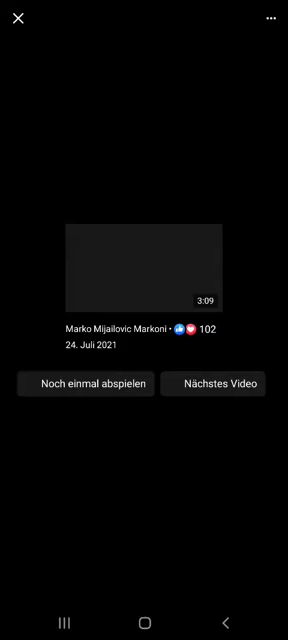 3:09
Marko Mijailovic Markoni • 102
24. Juli 2021
Noch einmal abspielen
Nächstes Video